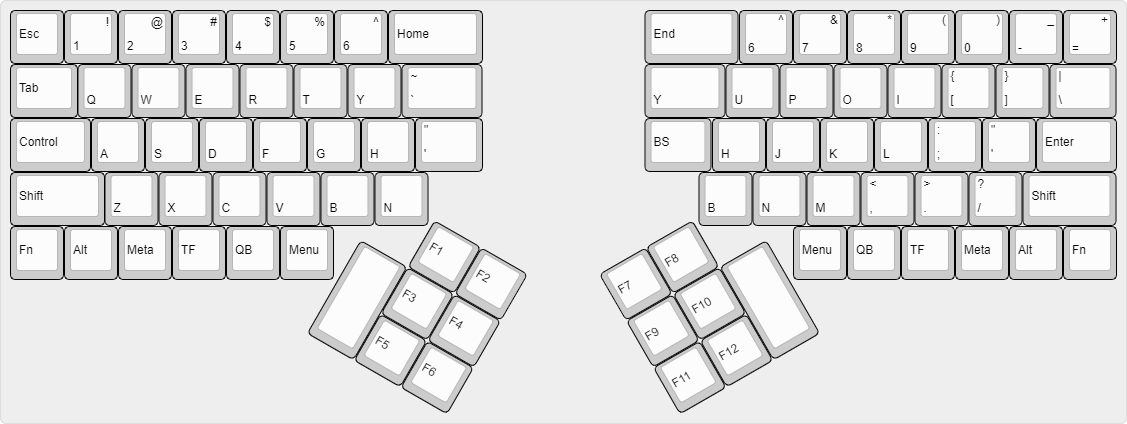 Esc ! 1 @ 2 # 3 $ 4 % 5 ^ 6 Home
End ^ 6 & 7 * 8 ( 9 ) 0 _ - + =
Tab Q W E R T Y ~ `
Y U P O I { [ } ] | \
Control A S D F G H " '
BS H J K L : ; " ' Enter
Shift Z X C V B N
B N M < , > . ? / Shift
Fn Alt Meta TF QB Menu
Menu QB TF Meta Alt Fn
F1
F2
F3
F4
F5
F6
F7
F8
F9
F10
F11
F12